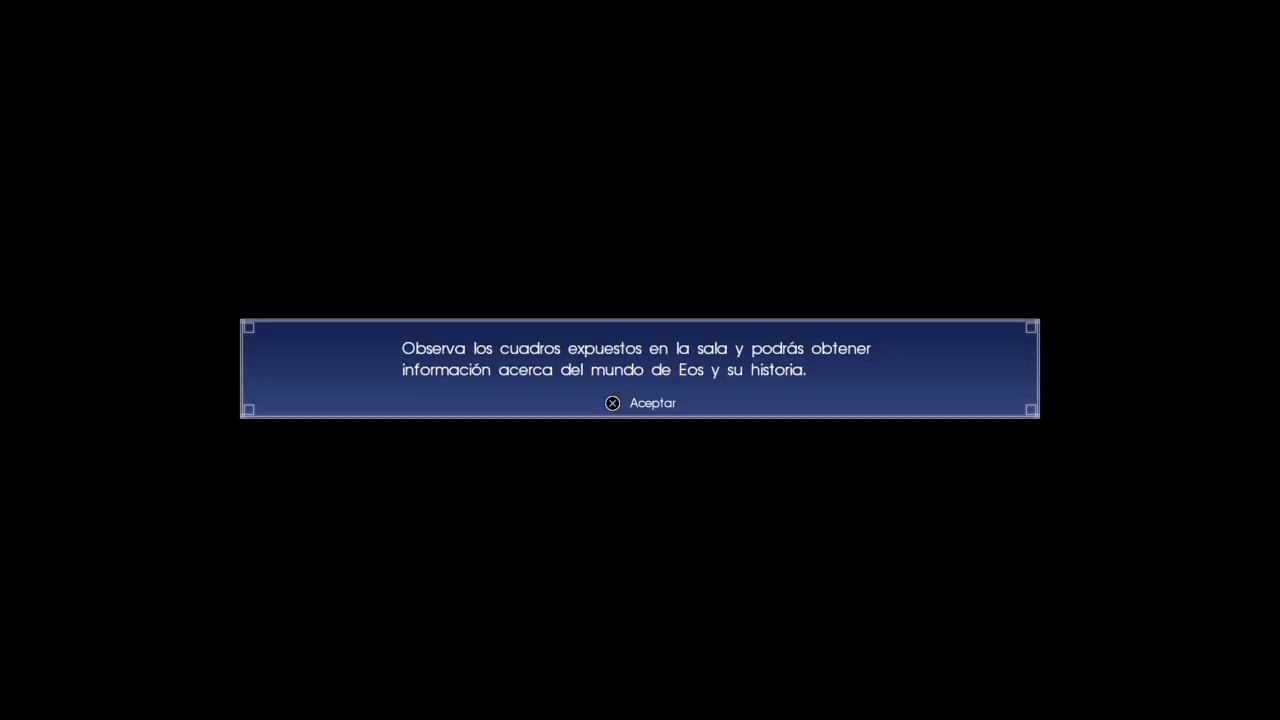 Observa los cuadros expuestos en la sala y podrás obtener
información acerca del mundo de Eos y su historia.
Aceptar